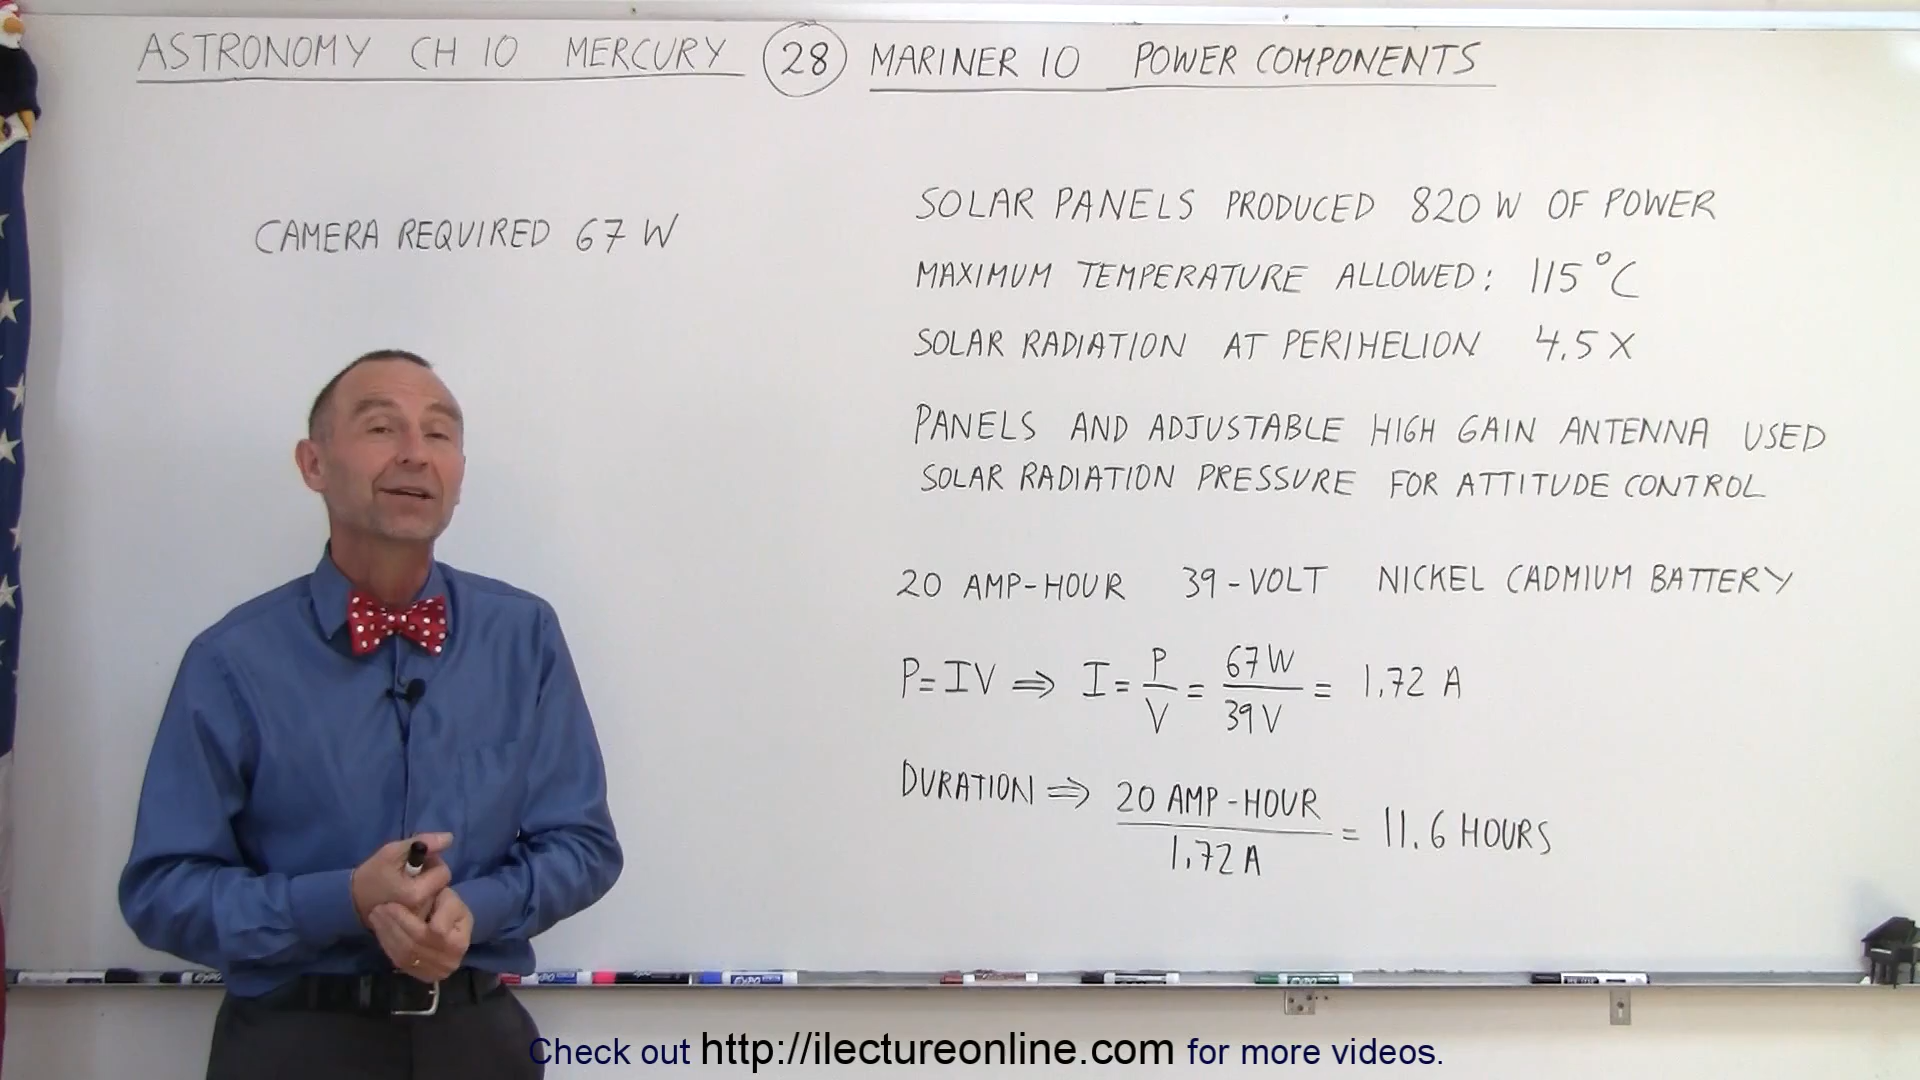 ASTRONOMY CH 10 MERCURY 28 MARINER 10 POWER COMPONENTS
CAMERA REQUIRED 67 W
SOLAR PANELS PRODUCED 820 W OF POWER
MAXIMUM TEMPERATURE ALLOWED: 115°C
SOLAR RADIATION AT PERIHELION 4.5 X
PANELS AND ADJUSTABLE HIGH GAIN ANTENNA USED
SOLAR RADIATION PRESSURE FOR ATTITUDE CONTROL
20 AMP-HOUR 39-VOLT NICKEL CADMIUM BATTERY
P=IV ⇒ I = P/V = 67W/39V = 1.72 A
DURATION ⇒ 20 AMP-HOUR/1.72A = 11.6 HOURS
EXPO EXPO
Check out http://ilectureonline.com for more videos.